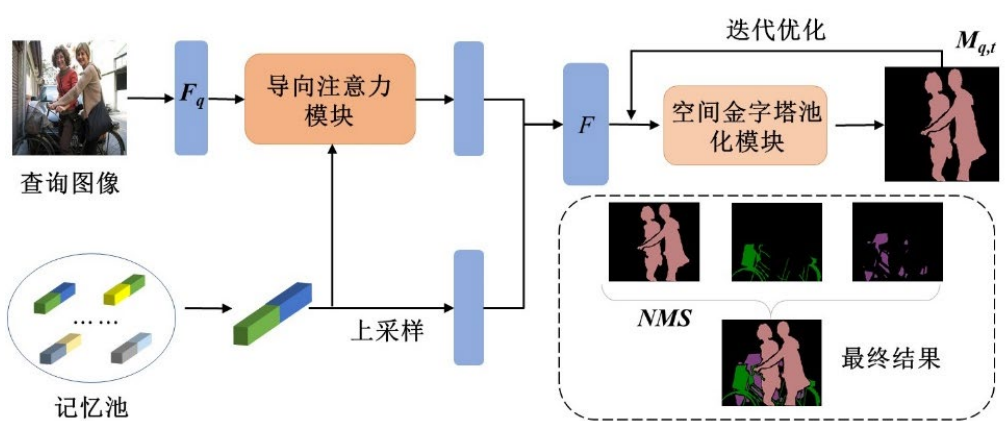 迭代优化
M_{q,t}
F_q
导向注意力
模块
F
空间金字塔池
化模块
查询图像
NMS
……
上采样
最终结果
记忆池